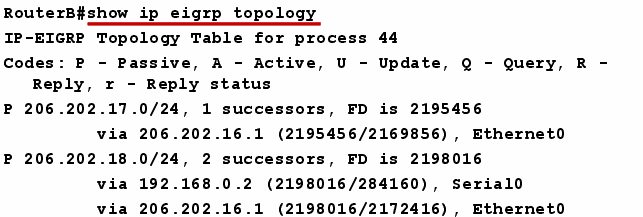 RouterB#show ip eigrp topology
IP-EIGRP Topology Table for process 44
Codes: P - Passive, A - Active, U - Update, Q - Query, R -
Reply, r - Reply status
P 206.202.17.0/24, 1 successors, FD is 2195456
via 206.202.16.1 (2195456/2169856), Ethernet0
P 206.202.18.0/24, 2 successors, FD is 2198016
via 192.168.0.2 (2198016/284160), Serial0
via 206.202.16.1 (2198016/2172416), Ethernet0